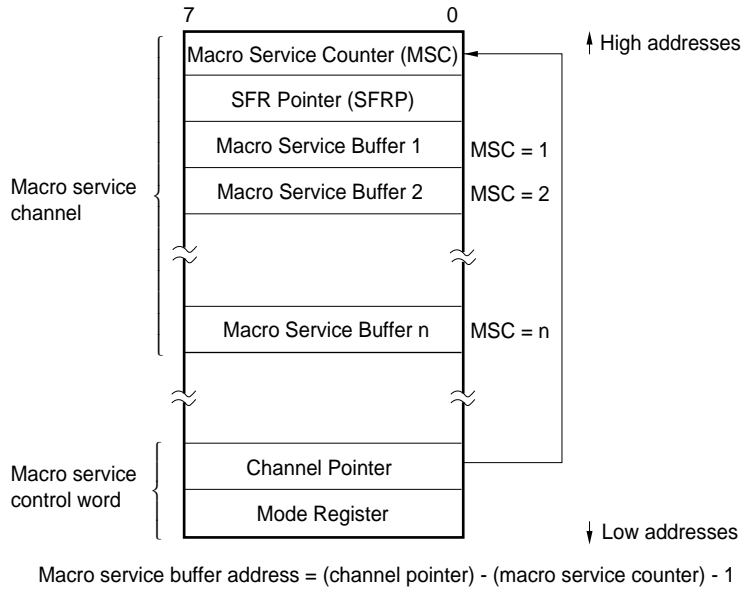 7 0
High addresses
Macro Service Counter (MSC)
SFR Pointer (SFRP)
Macro Service Buffer 1 MSC = 1
Macro service
channel
Macro Service Buffer 2 MSC = 2
Macro Service Buffer n MSC = n
Macro service
control word
Channel Pointer
Mode Register
Low addresses
Macro service buffer address = (channel pointer) - (macro service counter) - 1